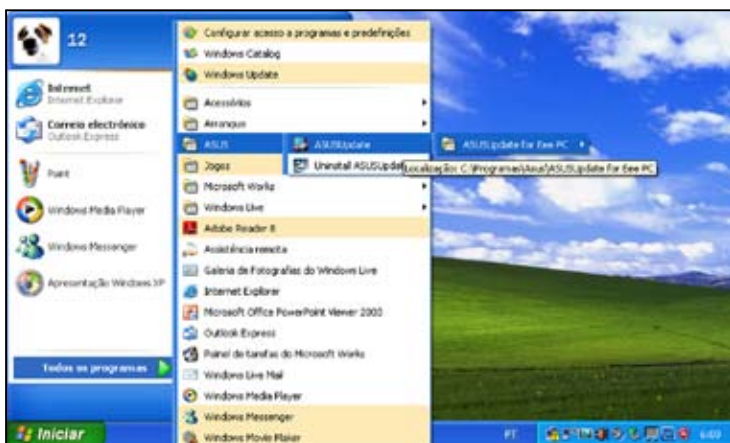 12
Internet
Internet Explorer
Correio electrónico
Outlook Express
Paint
Windows Media Player
Windows Messenger
Apresentação Windows XP
Todos os programas
Iniciar
Configurar acesso a programas e predefinições
Windows Catalog
Windows Update
Acessórios
Arranque
ASUS
Jogos
Microsoft Works
Windows Live
Adobe Reader 8
Assistência remota
Galeria de Fotografias do Windows Live
Internet Explorer
Microsoft Office PowerPoint Viewer 2003
Outlook Express
Painel de tarefas do Microsoft Works
Windows Live Mail
Windows Media Player
Windows Messenger
Windows Movie Maker
ASUSUpdate
Uninstall ASUSUpdat
ASUSUpdate for Eee PC
Localização: C:\Programas\Asus\ASUSUpdate for Eee PC
PT